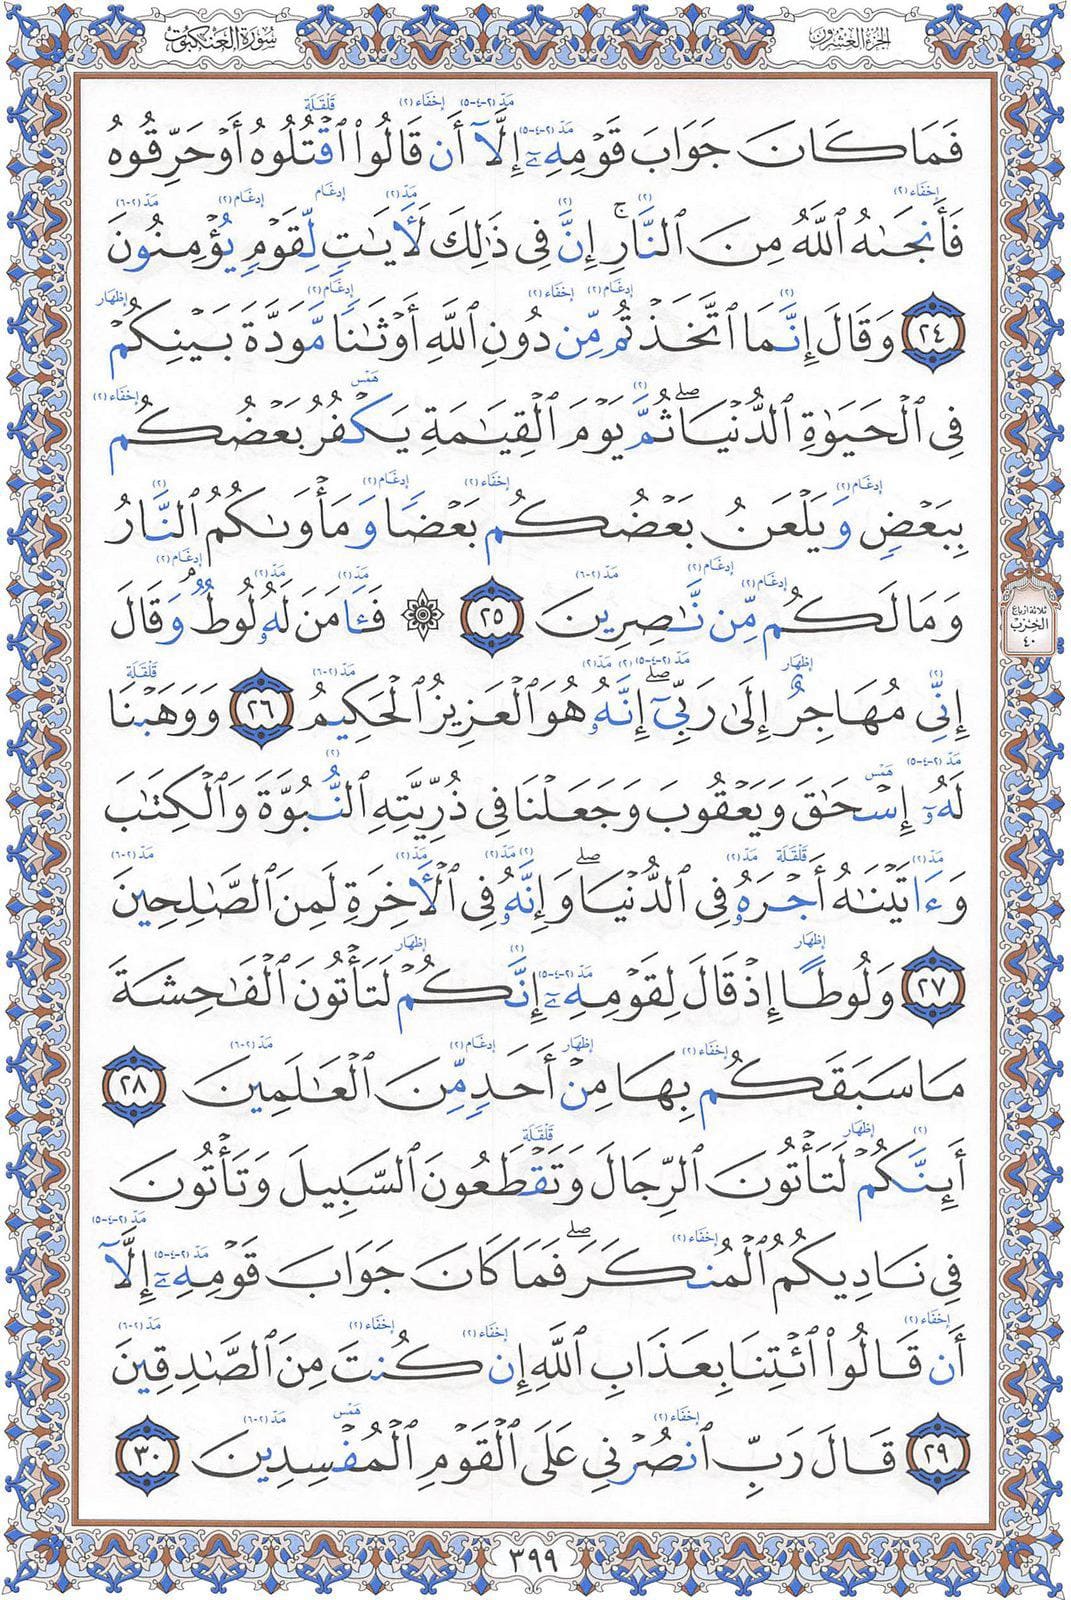 الجزء العشرون
سورة العنكبوت
فَمَا كَانَ جَوَابَ قَوْمِهِۦٓ إِلَّآ أَن قَالُوا۟ ٱقْتُلُوهُ أَوْ حَرِّقُوهُ
فَأَنجَىٰهُ ٱللَّهُ مِنَ ٱلنَّارِ ۚ إِنَّ فِى ذَٰلِكَ لَـَٔايَـٰتٍ لِّقَوْمٍ يُؤْمِنُونَ
٢٤ وَقَالَ إِنَّمَا ٱتَّخَذْتُم مِّن دُونِ ٱللَّهِ أَوْثَـٰنًا مَّوَدَّةَ بَيْنِكُمْ
فِى ٱلْحَيَوٰةِ ٱلدُّنْيَا ۖ ثُمَّ يَوْمَ ٱلْقِيَـٰمَةِ يَكْفُرُ بَعْضُكُم
بِبَعْضٍ وَيَلْعَنُ بَعْضُكُم بَعْضًا وَمَأْوَىٰكُمُ ٱلنَّارُ
وَمَا لَكُم مِّن نَّـٰصِرِينَ ٢٥ ۞ فَـَٔامَنَ لَهُۥ لُوطٌ ۘ وَقَالَ
إِنِّى مُهَاجِرٌ إِلَىٰ رَبِّىٓ ۖ إِنَّهُۥ هُوَ ٱلْعَزِيزُ ٱلْحَكِيمُ ٢٦ وَوَهَبْنَا
لَهُۥٓ إِسْحَـٰقَ وَيَعْقُوبَ وَجَعَلْنَا فِى ذُرِّيَّتِهِ ٱلنُّبُوَّةَ وَٱلْكِتَـٰبَ
وَءَاتَيْنَـٰهُ أَجْرَهُۥ فِى ٱلدُّنْيَا ۖ وَإِنَّهُۥ فِى ٱلْـَٔاخِرَةِ لَمِنَ ٱلصَّـٰلِحِينَ
٢٧ وَلُوطًا إِذْ قَالَ لِقَوْمِهِۦٓ إِنَّكُمْ لَتَأْتُونَ ٱلْفَـٰحِشَةَ
مَا سَبَقَكُم بِهَا مِنْ أَحَدٍ مِّنَ ٱلْعَـٰلَمِينَ ٢٨
أَئِنَّكُمْ لَتَأْتُونَ ٱلرِّجَالَ وَتَقْطَعُونَ ٱلسَّبِيلَ وَتَأْتُونَ
فِى نَادِيكُمُ ٱلْمُنكَرَ ۖ فَمَا كَانَ جَوَابَ قَوْمِهِۦٓ إِلَّآ
أَن قَالُوا۟ ٱئْتِنَا بِعَذَابِ ٱللَّهِ إِن كُنتَ مِنَ ٱلصَّـٰدِقِينَ
٢٩ قَالَ رَبِّ ٱنصُرْنِى عَلَى ٱلْقَوْمِ ٱلْمُفْسِدِينَ ٣٠
ثلاثة أرباع
الحزب
٤٠
٣٩٩